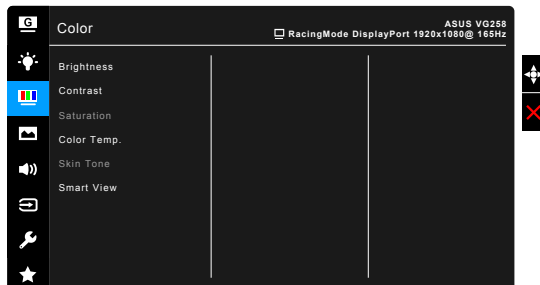 G
Color
ASUS VG258
RacingMode DisplayPort 1920x1080@ 165Hz
Brightness
Contrast
Saturation
Color Temp.
Skin Tone
Smart View